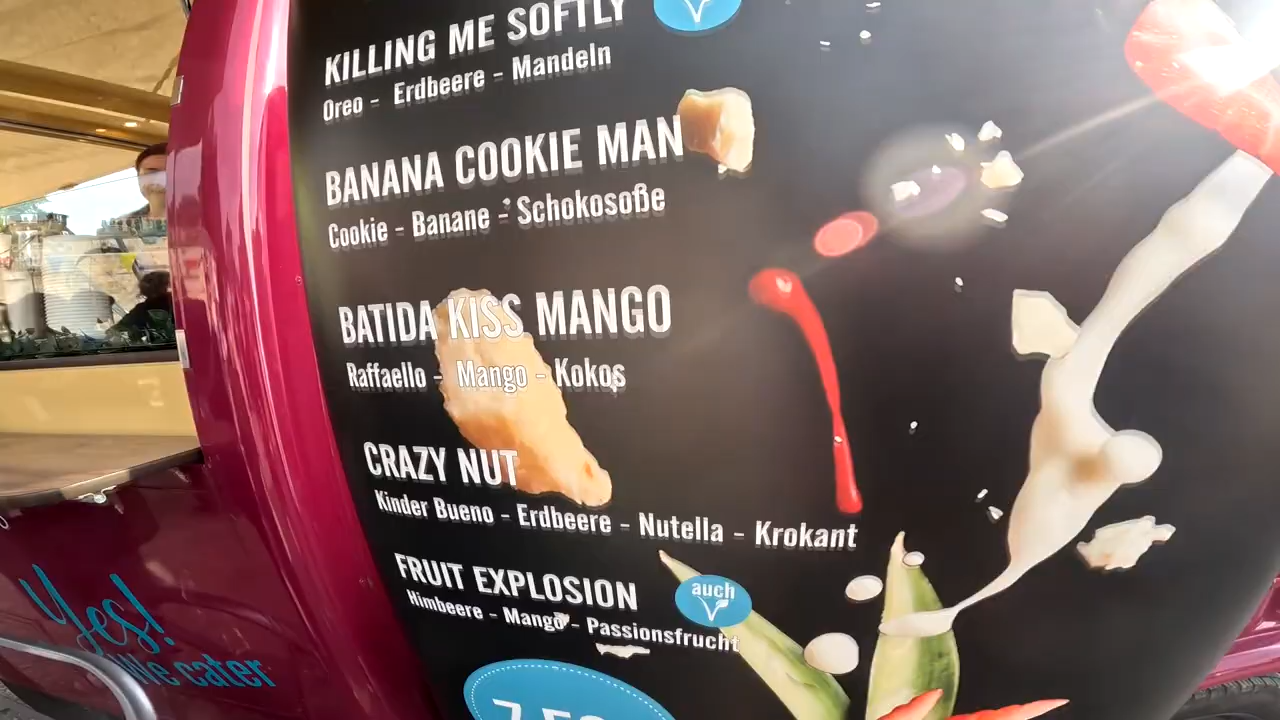 KILLING ME SOFTLY
Oreo - Erdbeere - Mandeln
BANANA COOKIE MAN
Cookie - Banane - Schokosoße
BATIDA KISS MANGO
Raffaello - Mango - Kokos
CRAZY NUT
Kinder Bueno - Erdbeere - Nutella - Krokant
FRUIT EXPLOSION
auch
Himbeere - Mango - Passionsfrucht
Yes!
We cater